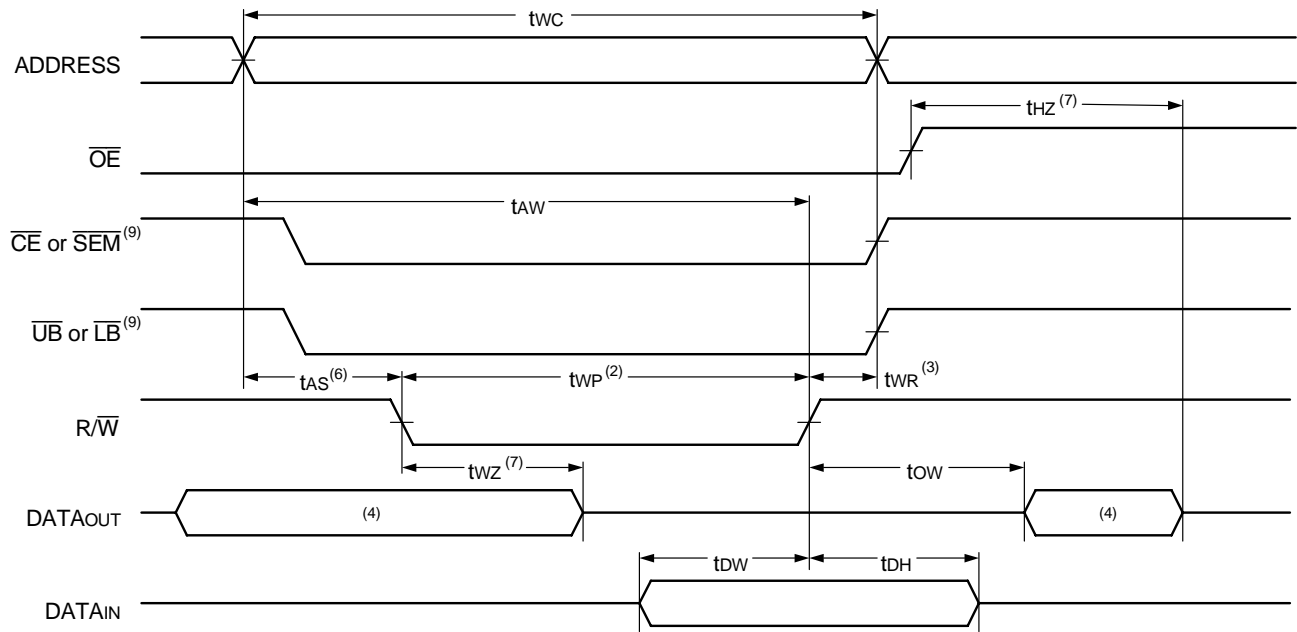 tWC
ADDRESS
tHZ (7)
OE
tAW
CE or SEM (9)
UB or LB (9)
tAS (6)
tWP (2)
tWR (3)
R/W
tWZ (7)
tOW
DATAOUT
(4)
(4)
tDW
tDH
DATAIN